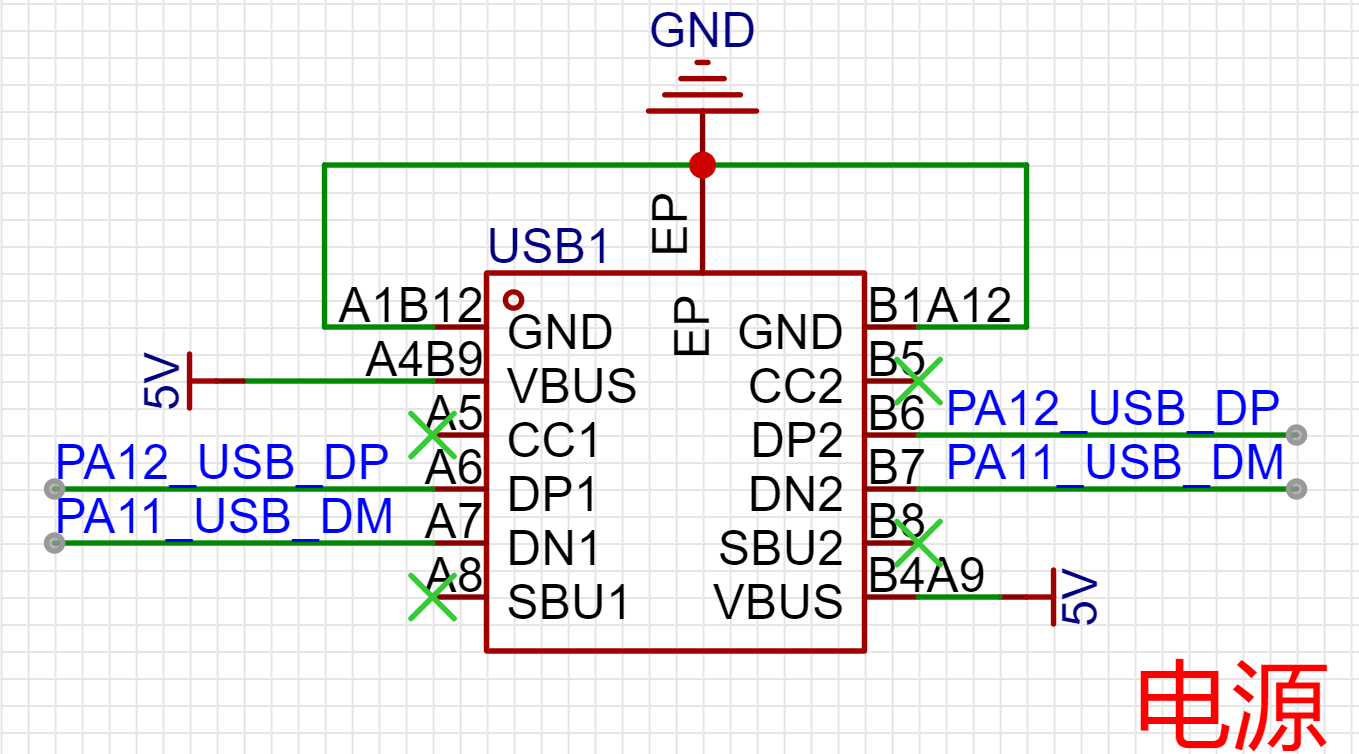 GND
EP
USB1
A1B12
GND
EP
GND
B1A12
5V
A4B9
VBUS
CC2
B5
A5
CC1
DP2
B6
PA12_USB_DP
PA12_USB_DP
A6
DP1
DN2
B7
PA11_USB_DM
PA11_USB_DM
A7
DN1
SBU2
B8
A8
SBU1
VBUS
B4A9
5V
电源